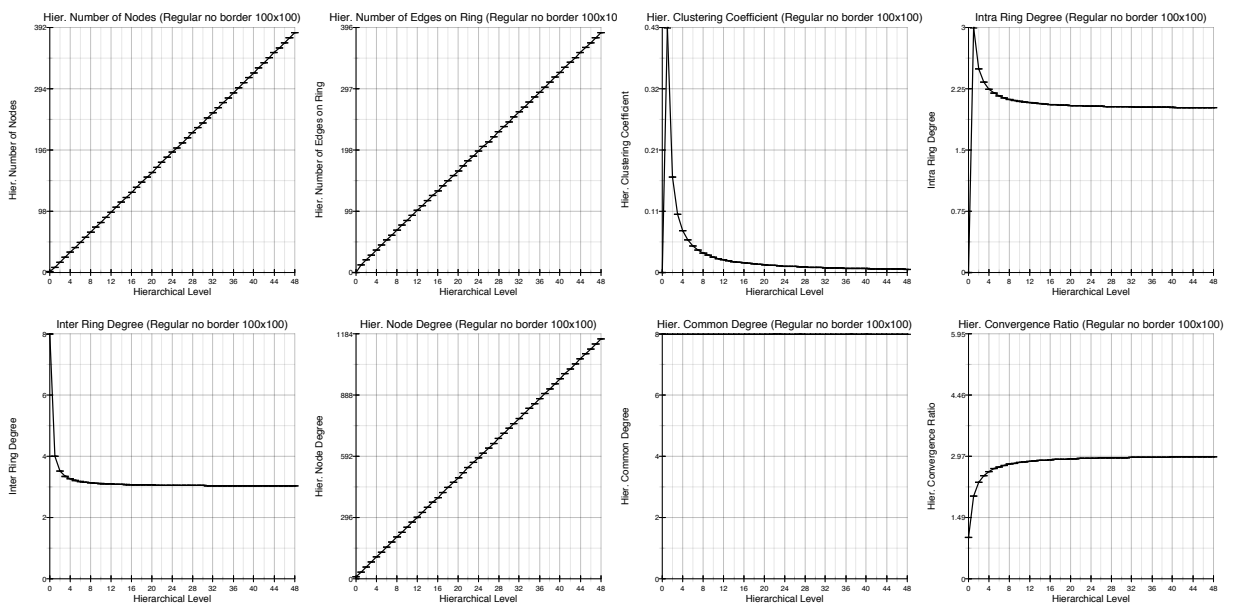 Hier. Number of Nodes (Regular no border 100x100)
392
294
196
98
0
Hier. Number of Nodes
0 4 8 12 16 20 24 28 32 36 40 44 48
Hierarchical Level
Hier. Number of Edges on Ring (Regular no border 100x10
396
297
198
99
0
Hier. Number of Edges on Ring
0 4 8 12 16 20 24 28 32 36 40 44 48
Hierarchical Level
Hier. Clustering Coefficient (Regular no border 100x100)
0.43
0.32
0.21
0.11
0
Hier. Clustering Coefficient
0 4 8 12 16 20 24 28 32 36 40 44 48
Hierarchical Level
Intra Ring Degree (Regular no border 100x100)
3
2.25
1.5
0.75
0
Intra Ring Degree
0 4 8 12 16 20 24 28 32 36 40 44 48
Hierarchical Level
Inter Ring Degree (Regular no border 100x100)
8
6
4
2
0
Inter Ring Degree
0 4 8 12 16 20 24 28 32 36 40 44 48
Hierarchical Level
Hier. Node Degree (Regular no border 100x100)
1184
888
592
296
0
Hier. Node Degree
0 4 8 12 16 20 24 28 32 36 40 44 48
Hierarchical Level
Hier. Common Degree (Regular no border 100x100)
8
6
4
2
0
Hier. Common Degree
0 4 8 12 16 20 24 28 32 36 40 44 48
Hierarchical Level
Hier. Convergence Ratio (Regular no border 100x100)
5.95
4.46
2.97
1.49
0
Hier. Convergence Ratio
0 4 8 12 16 20 24 28 32 36 40 44 48
Hierarchical Level